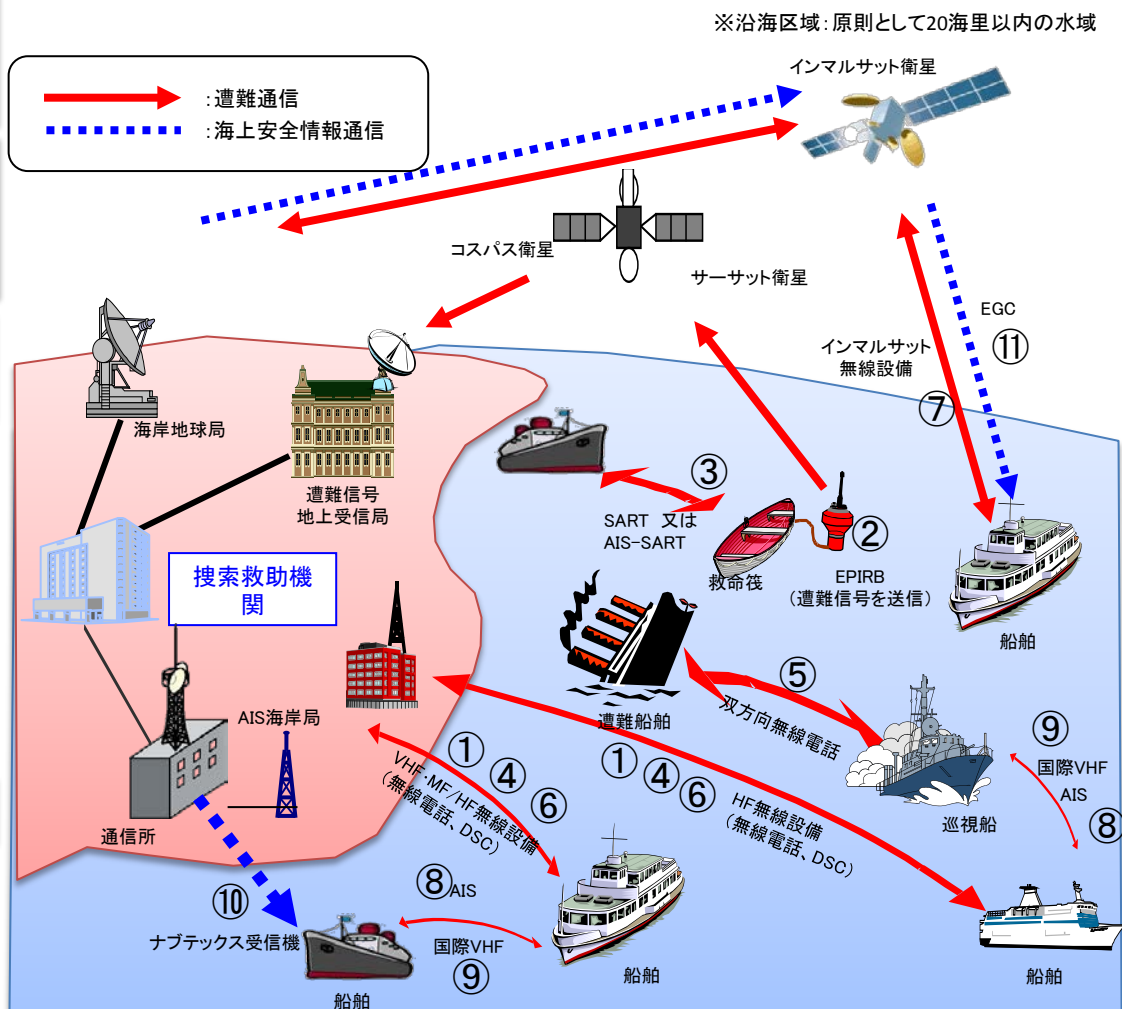 ※沿海区域：原則として20海里以内の水域
インマルサット衛星
：遭難通信
：海上安全情報通信
コスパス衛星
サーサット衛星
EGC
⑪
インマルサット
無線設備
⑦
海岸地球局
遭難信号
地上受信局
③
SART 又は
AIS-SART
②
救命筏
EPIRB
（遭難信号を送信）
船舶
捜索救助機
関
遭難船舶
⑤
双方向無線電話
AIS海岸局
① ④ ⑥
VHF・MF/HF無線設備
（無線電話、DSC）
① ④ ⑥
HF無線設備
（無線電話、DSC）
巡視船
⑨
国際VHF
AIS
⑧
通信所
⑩
ナブテックス受信機
⑧AIS
国際VHF
⑨
船舶
船舶
船舶